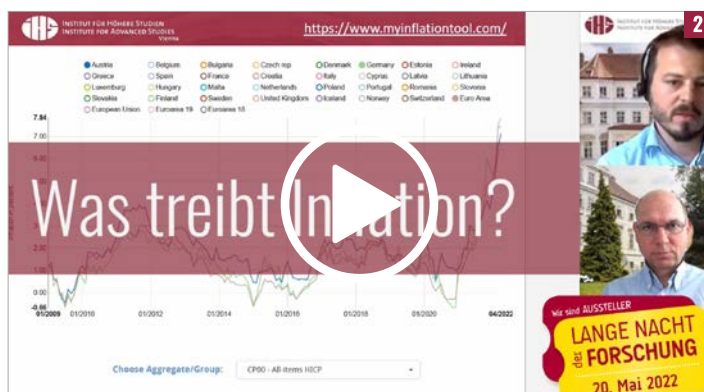 INSTITUT FÜR HÖHERE STUDIEN
INSTITUTE FOR ADVANCED STUDIES
Vienna
https://www.myinflationtool.com/
2
Austria Belgium Bulgaria Czech rep Denmark Germany Estonia Ireland
Greece Spain France Croatia Italy Cyprus Latvia Lithuania
Luxemburg Hungary Malta Netherlands Poland Portugal Romania Slovenia
Slovakia Finland Sweden United Kingdom Iceland Norway Switzerland Euro Area
European Union Euroarea 19 Euroarea 18
7.84
7.00
Was treibt Inflation?
0.00
-0.66
01/2009 01/2010 01/2012 01/2014 01/2016 01/2018 01/2020 04/2022
Choose Aggregate/Group: CP00 - All-items HICP
Wir sind AUSSTELLER
LANGE NACHT
der FORSCHUNG
20. Mai 2022